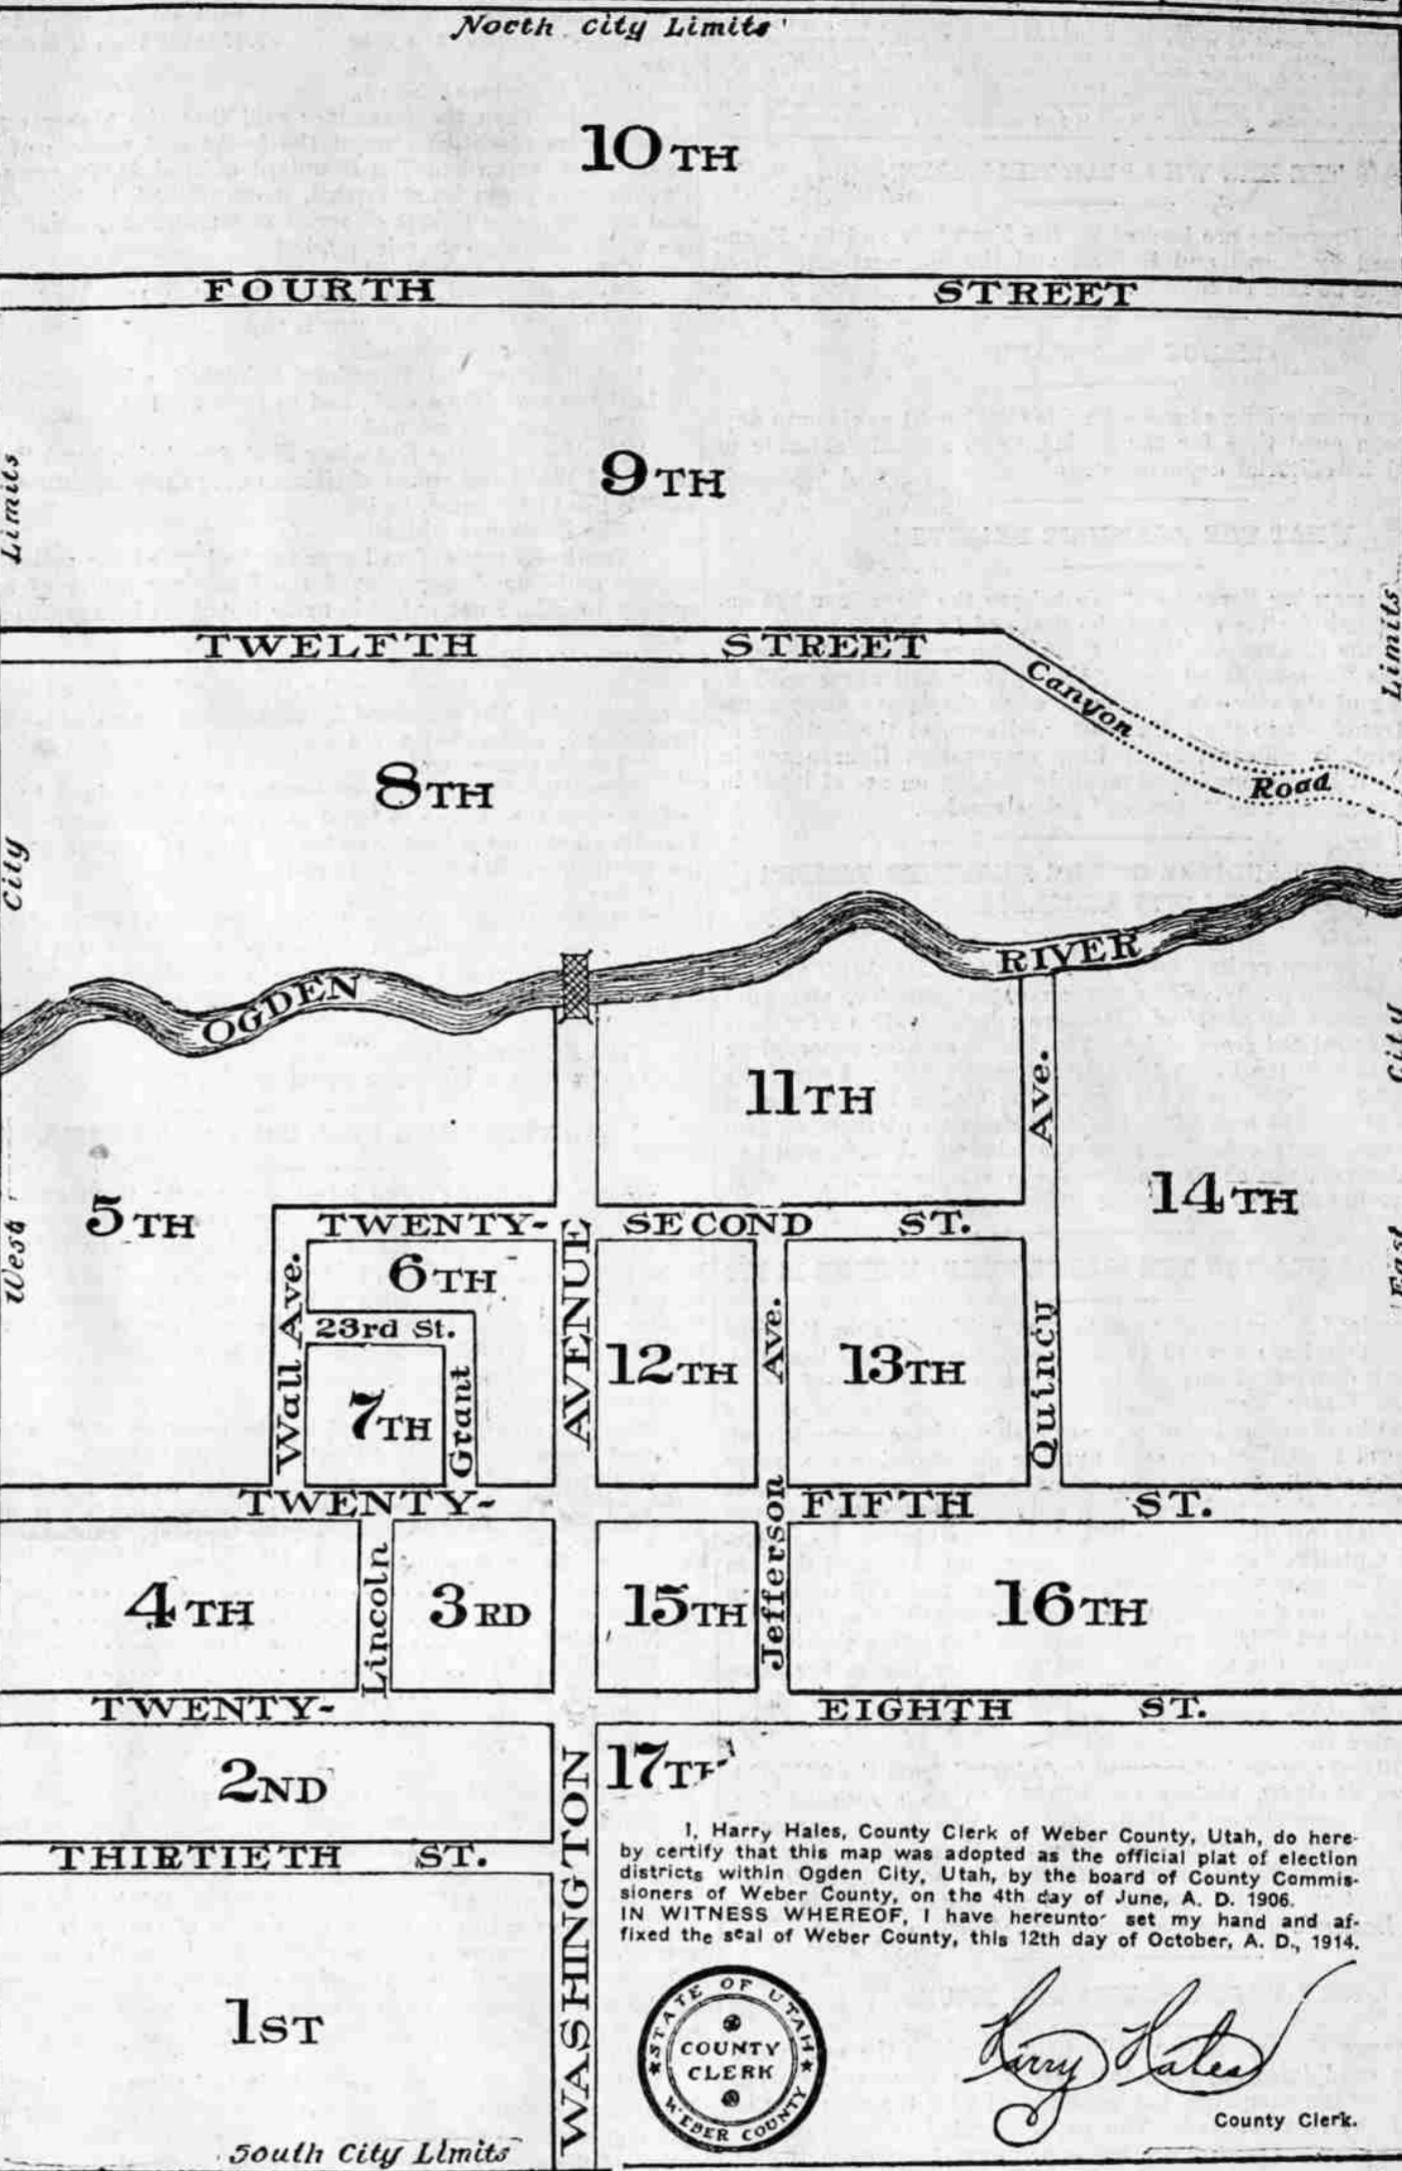 North City Limits
10TH
FOURTH STREET
9TH
West City Limits
East City Limits
TWELFTH STREET
Canyon Road
8TH
OGDEN RIVER
11TH
Quincy Ave.
14TH
5TH
TWENTY-SECOND ST.
6TH
Wall Ave.
23rd St.
Grant
7TH
WASHINGTON AVENUE
12TH
Jefferson Ave.
13TH
TWENTY-FIFTH ST.
4TH
Lincoln
3RD
15TH
16TH
TWENTY-EIGHTH ST.
2ND
17TH
THIRTIETH ST.
1ST
South City Limits
I, Harry Hales, County Clerk of Weber County, Utah, do here-
by certify that this map was adopted as the official plat of election
districts within Ogden City, Utah, by the board of County Commis-
sioners of Weber County, on the 4th day of June, A. D. 1906.
IN WITNESS WHEREOF, I have hereunto set my hand and af-
fixed the seal of Weber County, this 12th day of October, A. D., 1914.
STATE OF UTAH
COUNTY
CLERK
WEBER COUNTY
Harry Hales
County Clerk.